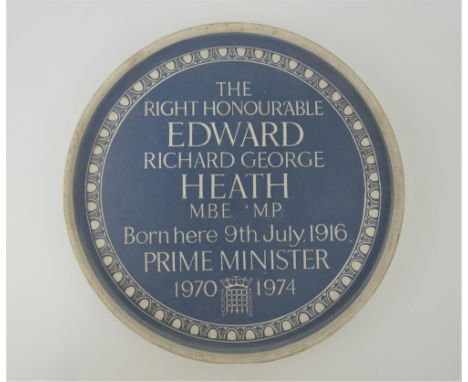 THE
RIGHT HONOURABLE
EDWARD
RICHARD GEORGE
HEATH
M.B.E. M.P.
Born here 9th. July, 1916.
PRIME MINISTER
1970 1974